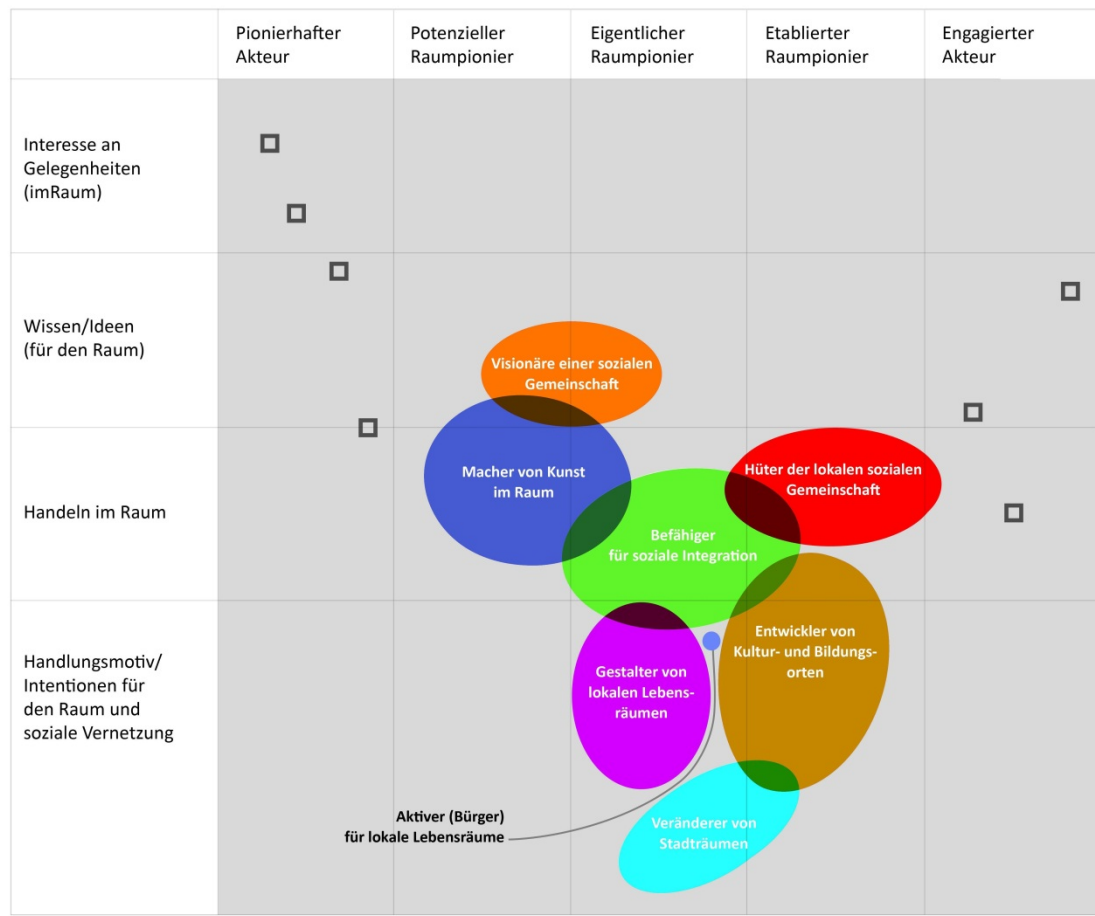 Pionierhafter
Akteur
Potenzieller
Raumpionier
Eigentlicher
Raumpionier
Etablierter
Raumpionier
Engagierter
Akteur
Interesse an
Gelegenheiten
(imRaum)
Wissen/Ideen
(für den Raum)
Visionäre einer sozialen
Gemeinschaft
Handeln im Raum
Macher von Kunst
im Raum
Hüter der lokalen sozialen
Gemeinschaft
Befähiger
für soziale Integration
Handlungsmotiv/
Intentionen für
den Raum und
soziale Vernetzung
Gestalter von
lokalen Lebens-
räumen
Entwickler von
Kultur- und Bildungs-
orten
Aktiver (Bürger)
für lokale Lebensräume
Veränderer von
Stadträumen